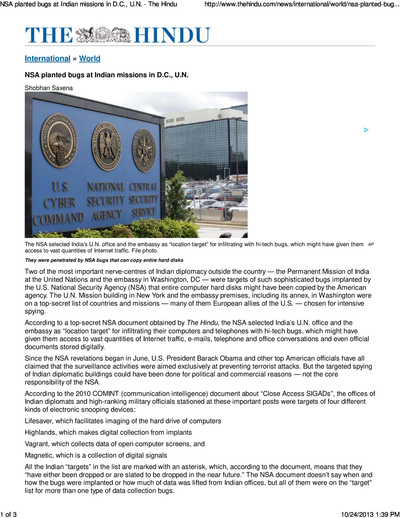 NSA planted bugs at Indian missions in D.C., U.N. - The Hindu
http://www.thehindu.com/news/international/world/nsa-planted-bug...
THE HINDU
International » World
NSA planted bugs at Indian missions in D.C., U.N.
Shobhan Saxena
U.S. NATIONAL CENTRAL
CYBER SECURITY SECURITY
COMMAND AGENCY SERVICE
The NSA selected India's U.N. office and the embassy as “location target” for infiltrating with hi-tech bugs, which might have given them AP
access to vast quantities of Internet traffic. File photo.
They were penetrated by NSA bugs that can copy entire hard disks
Two of the most important nerve-centres of Indian diplomacy outside the country — the Permanent Mission of India
at the United Nations and the embassy in Washington, DC — were targets of such sophisticated bugs implanted by
the U.S. National Security Agency (NSA) that entire computer hard disks might have been copied by the American
agency. The U.N. Mission building in New York and the embassy premises, including its annex, in Washington were
on a top-secret list of countries and missions — many of them European allies of the U.S. — chosen for intensive
spying.
According to a top-secret NSA document obtained by The Hindu, the NSA selected India's U.N. office and the
embassy as “location target” for infiltrating their computers and telephones with hi-tech bugs, which might have
given them access to vast quantities of Internet traffic, e-mails, telephone and office conversations and even official
documents stored digitally.
Since the NSA revelations began in June, U.S. President Barack Obama and other top American officials have all
claimed that the surveillance activities were aimed exclusively at preventing terrorist attacks. But the targeted spying
of Indian diplomatic buildings could have been done for political and commercial reasons — not the core
responsibility of the NSA.
According to the 2010 COMINT (communication intelligence) document about “Close Access SIGADs”, the offices of
Indian diplomats and high-ranking military officials stationed at these important posts were targets of four different
kinds of electronic snooping devices:
Lifesaver, which facilitates imaging of the hard drive of computers
Highlands, which makes digital collection from implants
Vagrant, which collects data of open computer screens, and
Magnetic, which is a collection of digital signals
All the Indian “targets” in the list are marked with an asterisk, which, according to the document, means that they
“have either been dropped or are slated to be dropped in the near future.” The NSA document doesn't say when and
how the bugs were implanted or how much of data was lifted from Indian offices, but all of them were on the “target”
list for more than one type of data collection bugs.
1 of 3
10/24/2013 1:39 PM